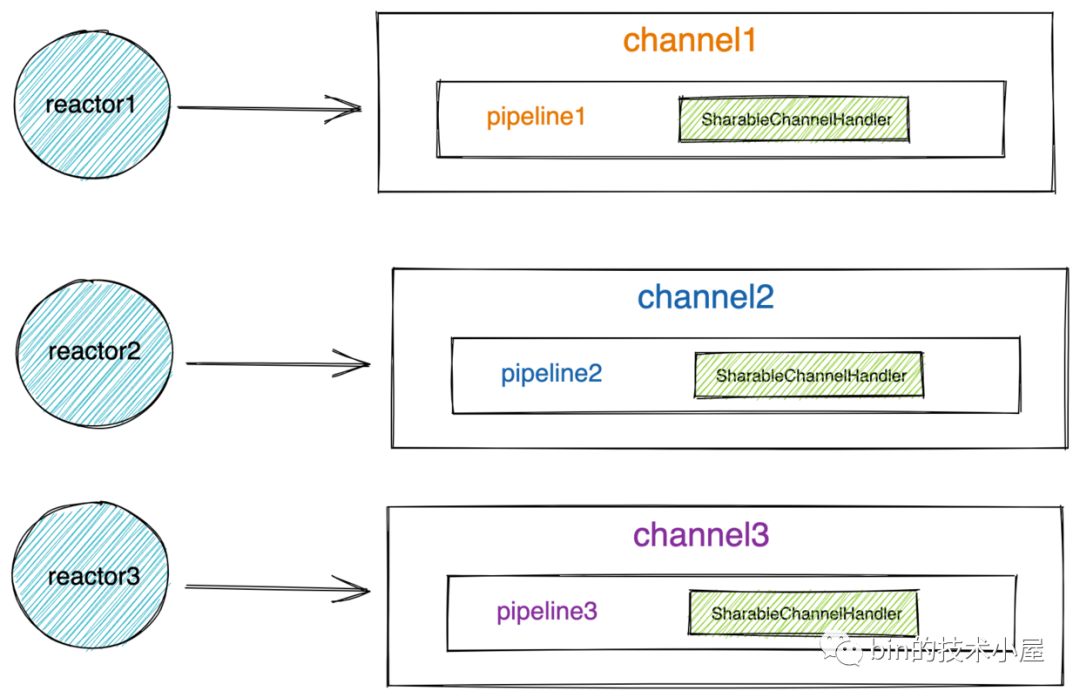 channel1
reactor1
pipeline1
SharableChannelHandler
channel2
reactor2
pipeline2
SharableChannelHandler
channel3
reactor3
pipeline3
SharableChannelHandler
bin的技术小屋